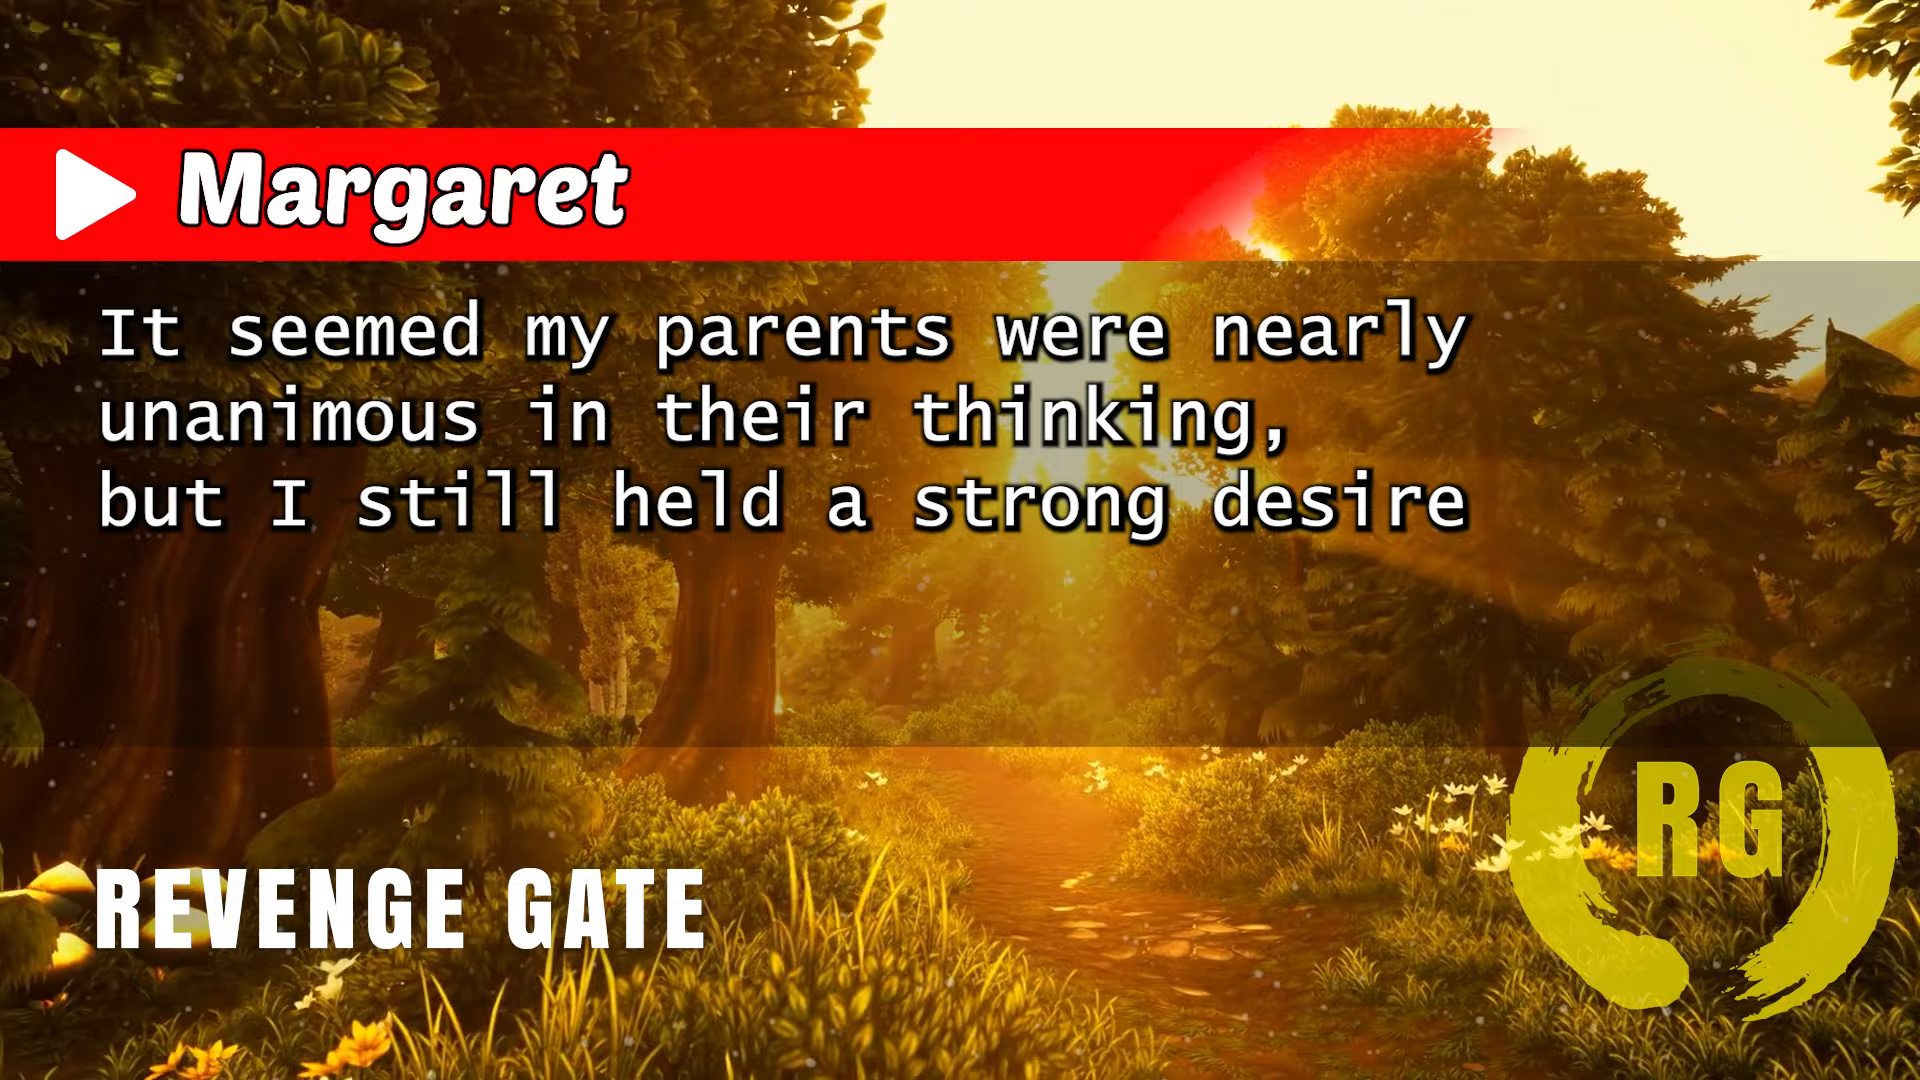 Margaret
It seemed my parents were nearly
unanimous in their thinking,
but I still held a strong desire
RG
REVENGE GATE